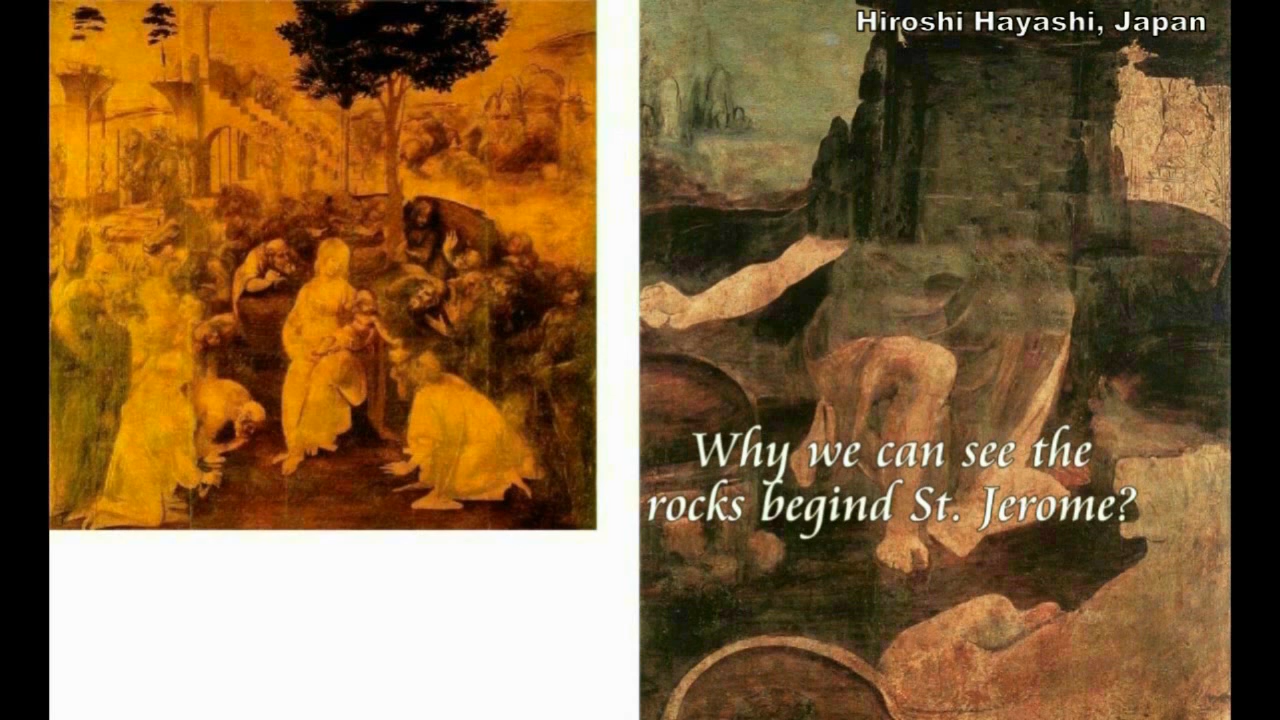 Hiroshi Hayashi, Japan
Why we can see the
rocks begind St. Jerome?